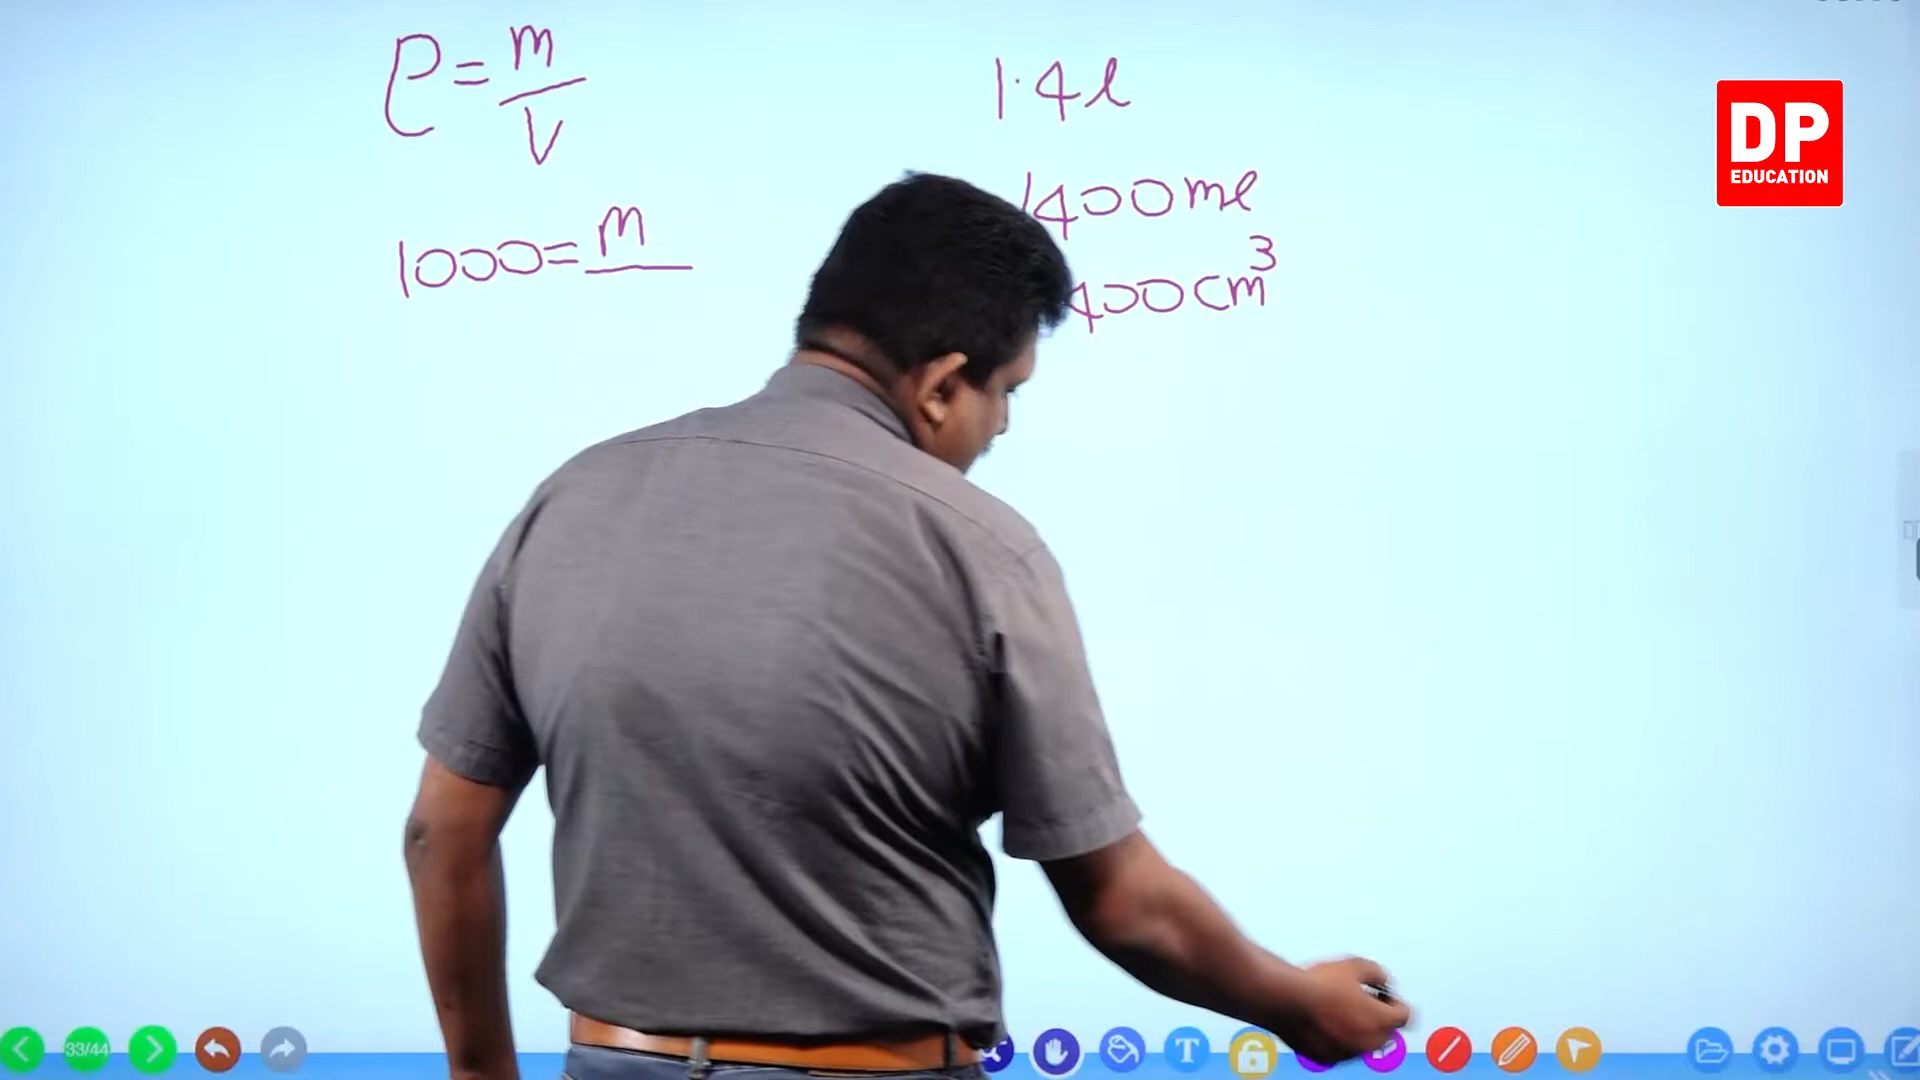 ρ = m / V
1000 = m
1.4 l
1400 ml
400 cm³
DP
EDUCATION
33/44
T